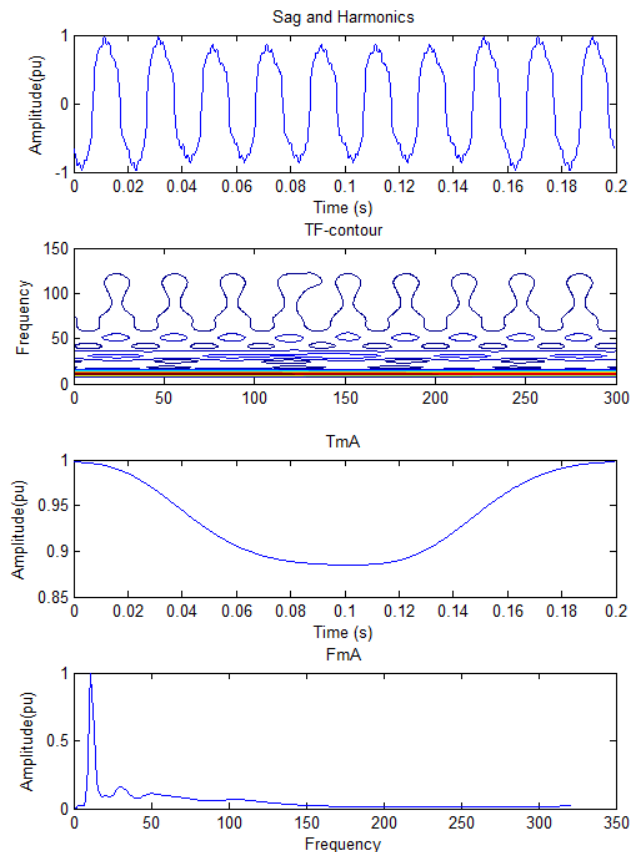 Sag and Harmonics
Amplitude(pu)
1
0
-1
0 0.02 0.04 0.06 0.08 0.1 0.12 0.14 0.16 0.18 0.2
Time (s)
TF-contour
Frequency
150
100
50
0
0 50 100 150 200 250 300
TmA
Amplitude(pu)
1
0.95
0.9
0.85
0 0.02 0.04 0.06 0.08 0.1 0.12 0.14 0.16 0.18 0.2
Time (s)
FmA
Amplitude(pu)
1
0.5
0
0 50 100 150 200 250 300 350
Frequency